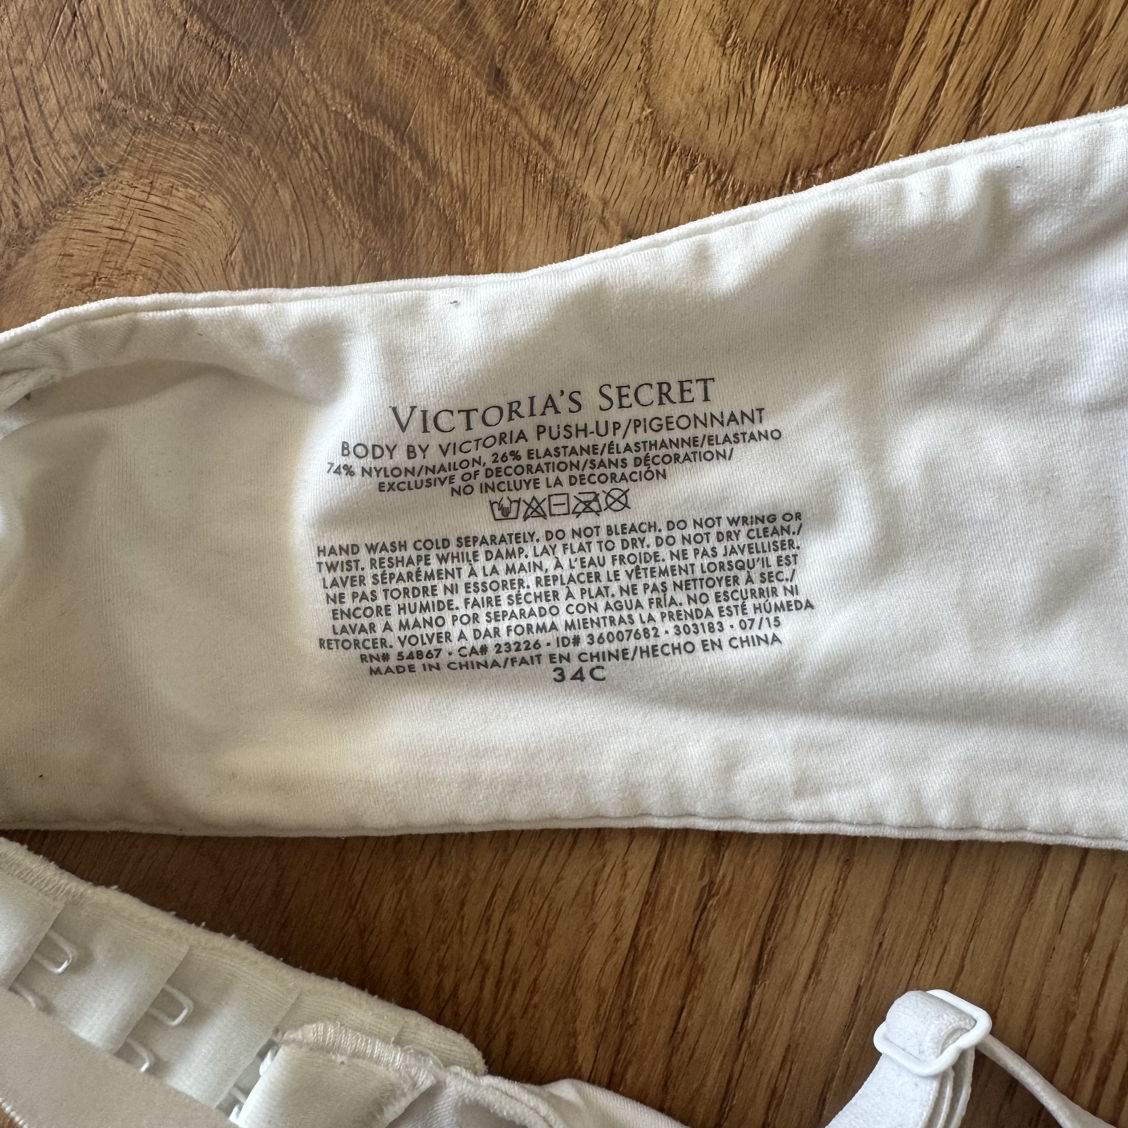 VICTORIA'S SECRET
BODY BY VICTORIA PUSH-UP/PIGEONNANT
74% NYLON/NAILON, 26% ELASTANE/ÉLASTHANNE/ELASTANO
EXCLUSIVE OF DECORATION/SANS DÉCORATION/
NO INCLUYE LA DECORACIÓN
HAND WASH COLD SEPARATELY. DO NOT BLEACH. DO NOT WRING OR
TWIST. RESHAPE WHILE DAMP. LAY FLAT TO DRY. DO NOT DRY CLEAN./
LAVER SÉPARÉMENT À LA MAIN, À L'EAU FROIDE. NE PAS JAVELLISER.
NE PAS TORDRE NI ESSORER. REPLACER LE VÊTEMENT LORSQU'IL EST
ENCORE HUMIDE. FAIRE SÉCHER À PLAT. NE PAS NETTOYER À SEC./
LAVAR A MANO POR SEPARADO CON AGUA FRÍA. NO ESCURRIR NI
RETORCER. VOLVER A DAR FORMA MIENTRAS LA PRENDA ESTÉ HÚMEDA
RN# 54867 • CA# 23226 • ID# 36007682 • 303183 • 07/15
MADE IN CHINA/FAIT EN CHINE/HECHO EN CHINA
34C